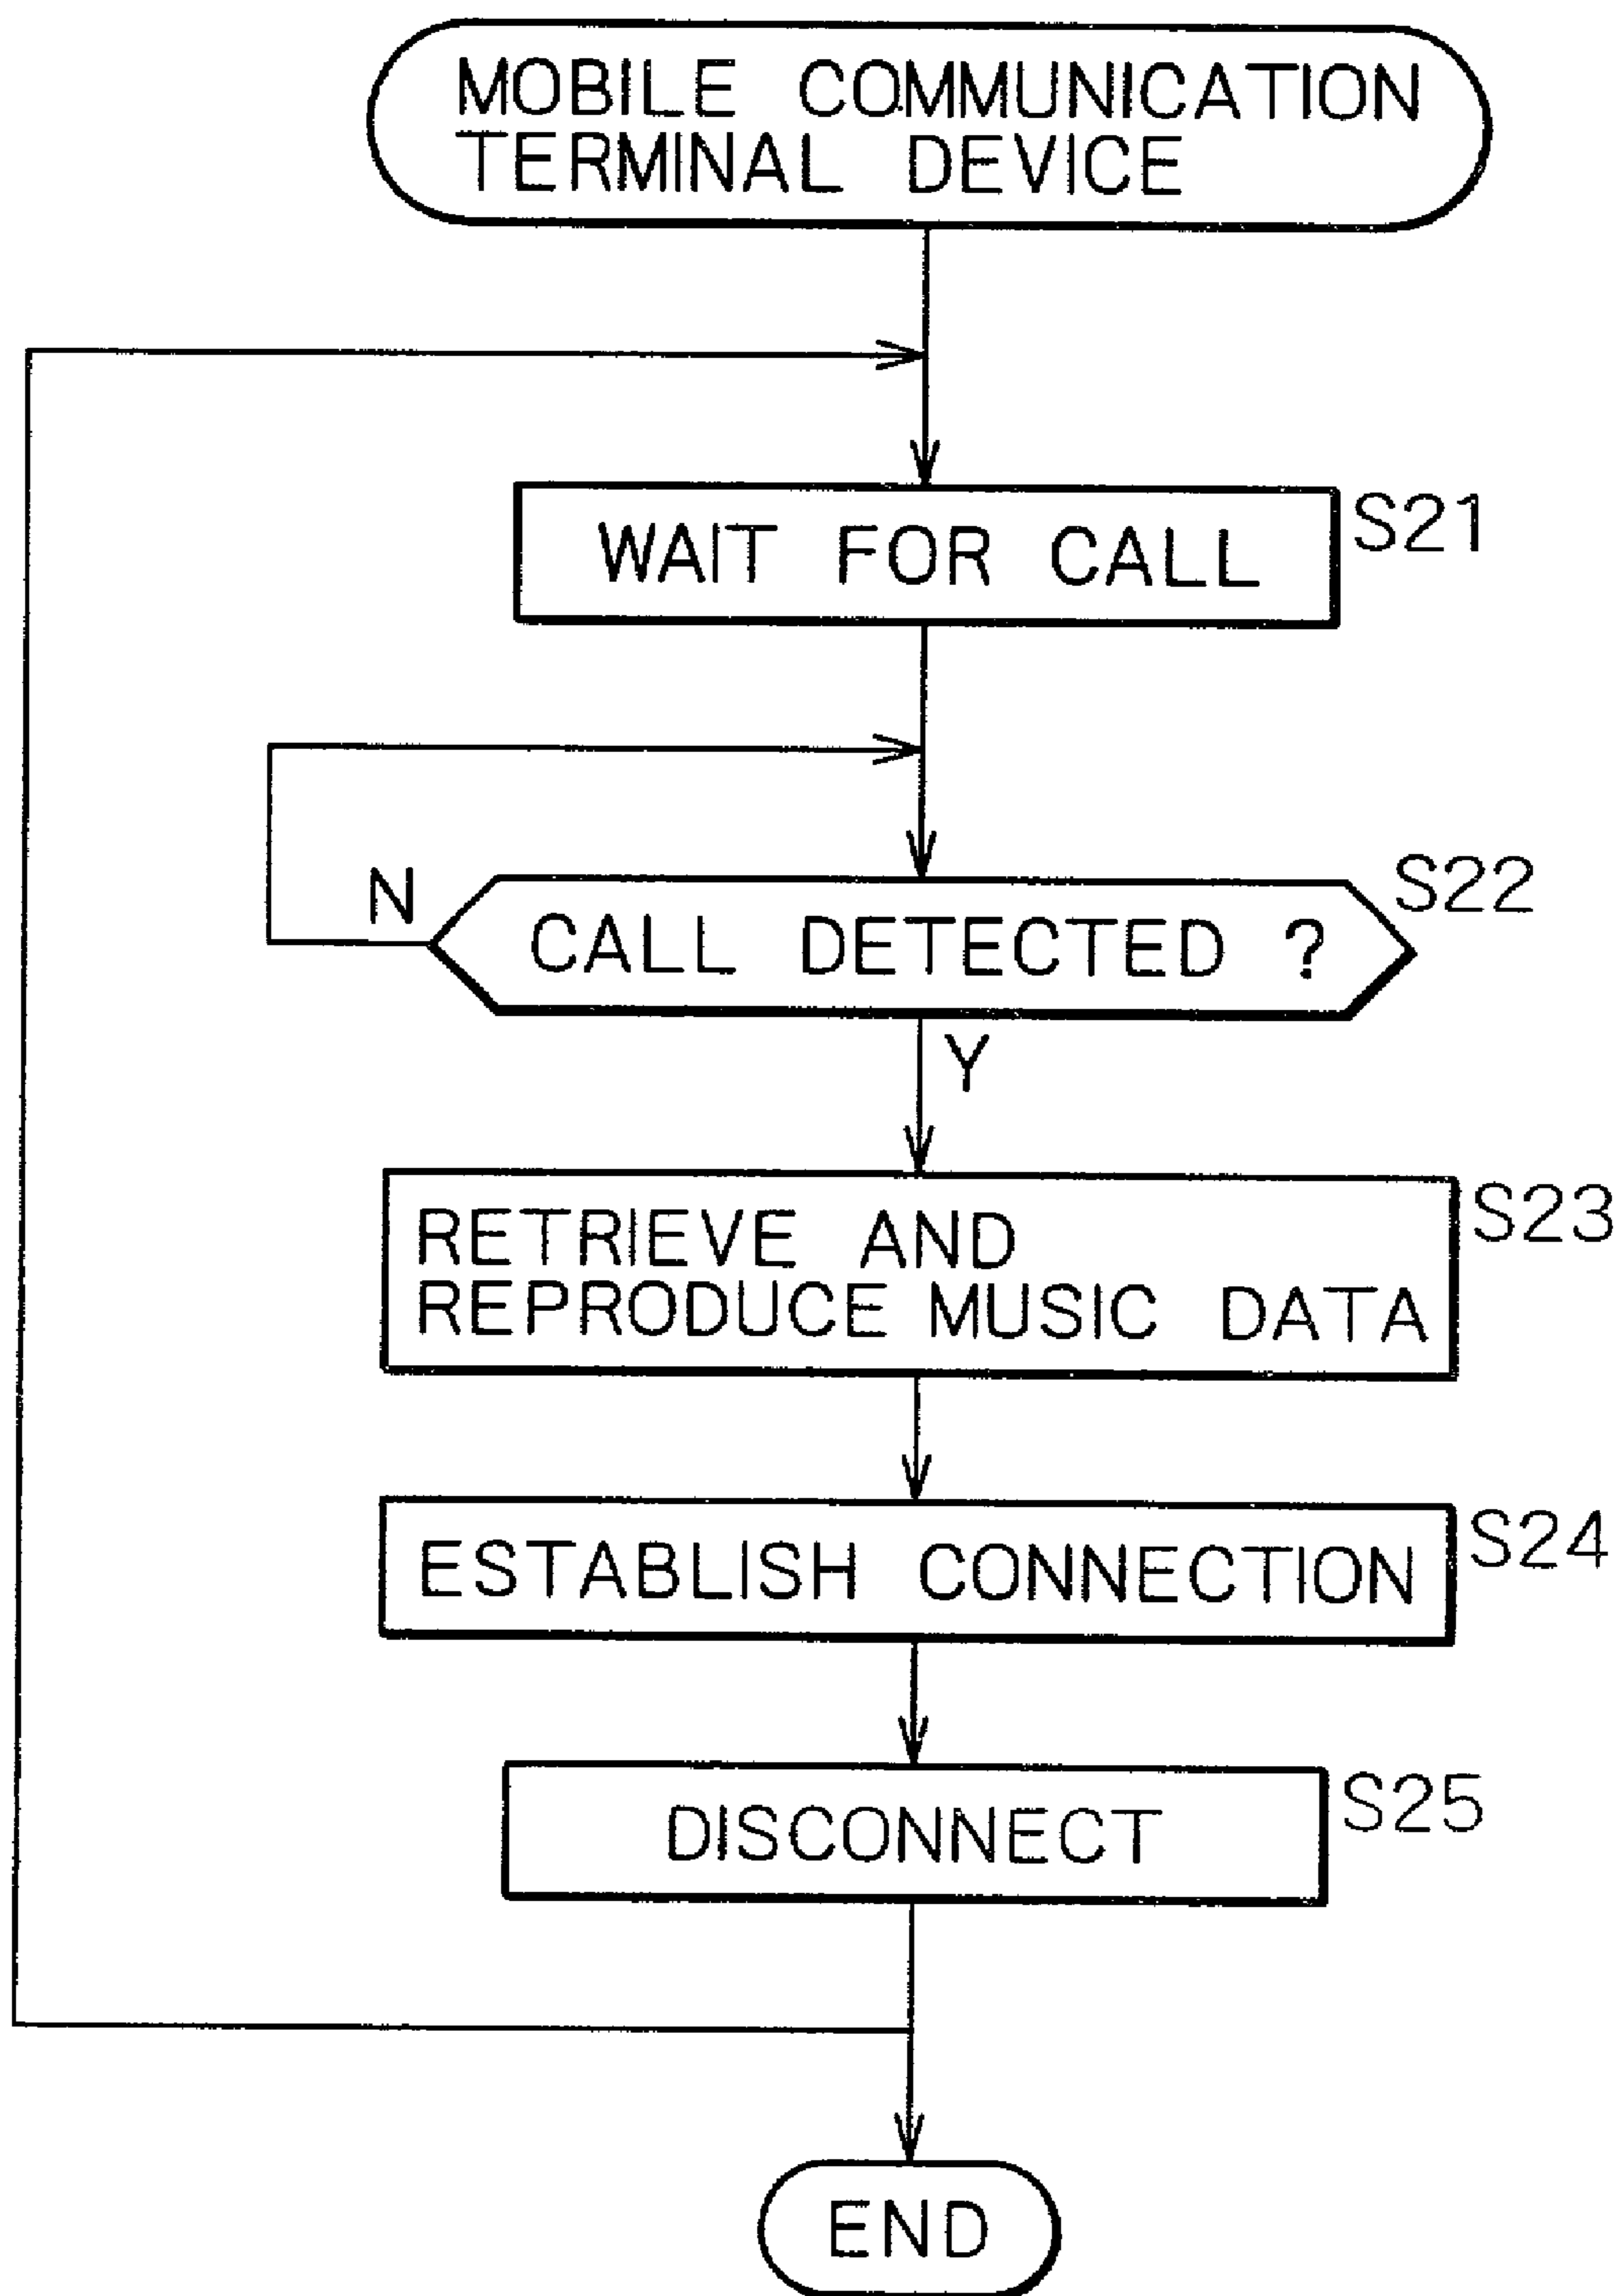 MOBILE COMMUNICATION
TERMINAL DEVICE
WAIT FOR CALL
S21
N
CALL DETECTED ?
S22
Y
RETRIEVE AND
REPRODUCE MUSIC DATA
S23
ESTABLISH CONNECTION
S24
DISCONNECT
S25
END